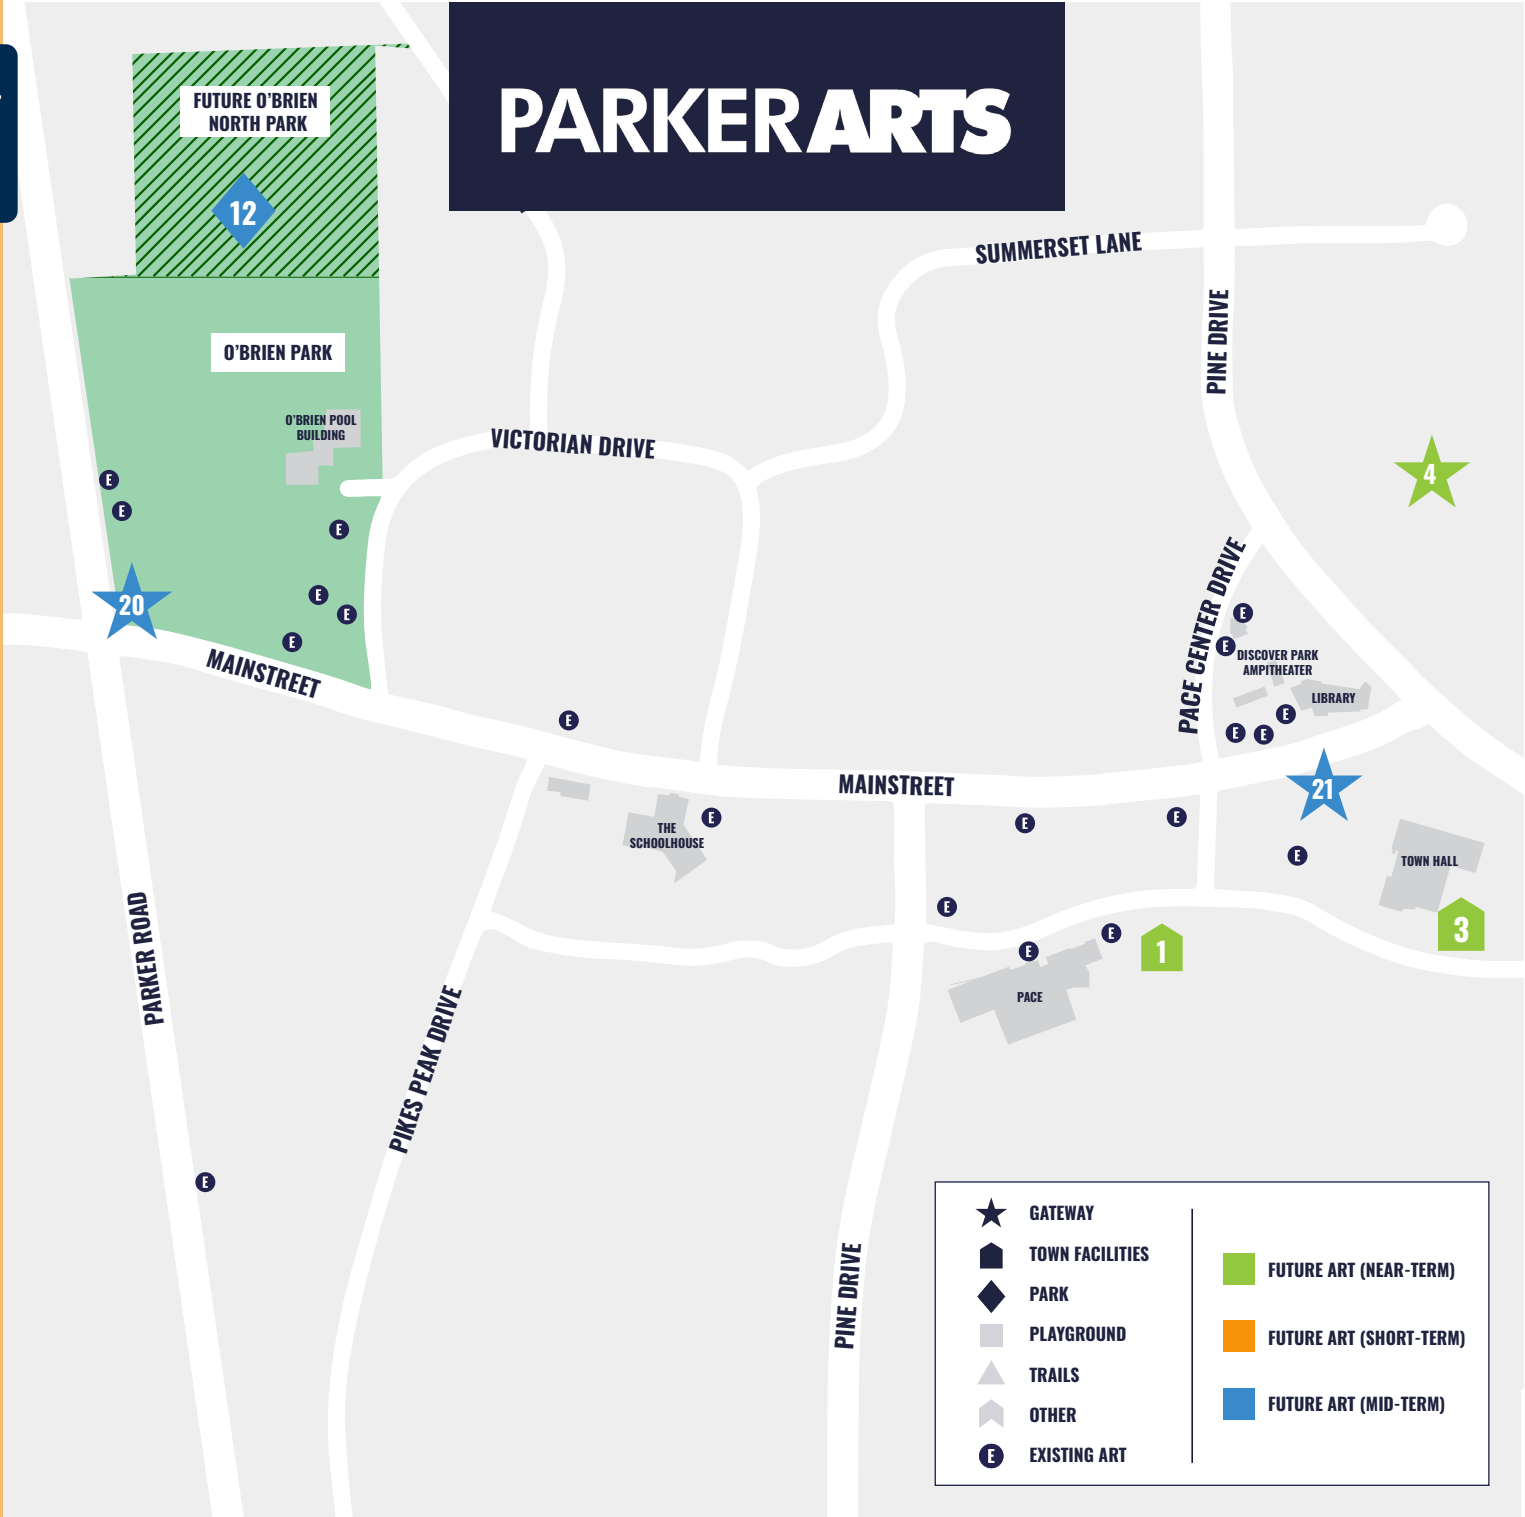 PARKER ARTS
FUTURE O'BRIEN
NORTH PARK
12
SUMMERSET LANE
PINE DRIVE
O'BRIEN PARK
O'BRIEN POOL
BUILDING
VICTORIAN DRIVE
4
E
E
E
PACE CENTER DRIVE
20
E
E
E
E
E
DISCOVER PARK
AMPITHEATER
LIBRARY
MAINSTREET
E
E
E
E
MAINSTREET
21
THE
SCHOOLHOUSE
E
E
E
E
TOWN HALL
3
E
E
E
1
PACE
PARKER ROAD
PIKES PEAK DRIVE
E
PINE DRIVE
GATEWAY
TOWN FACILITIES
PARK
PLAYGROUND
TRAILS
OTHER
E EXISTING ART
FUTURE ART (NEAR-TERM)
FUTURE ART (SHORT-TERM)
FUTURE ART (MID-TERM)